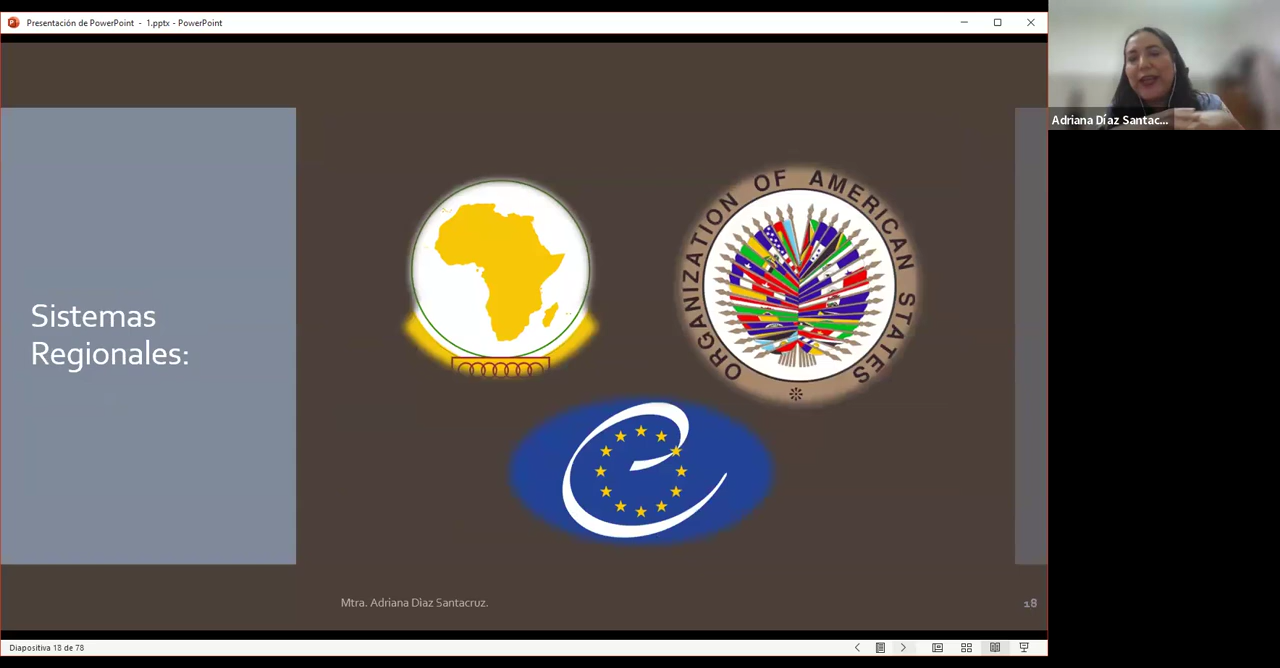 Presentación de PowerPoint - 1.pptx - PowerPoint
Adriana Díaz Santac...
ORGANIZATION OF AMERICAN STATES
Sistemas
Regionales:
Mtra. Adriana Dìaz Santacruz.
18
Diapositiva 18 de 78